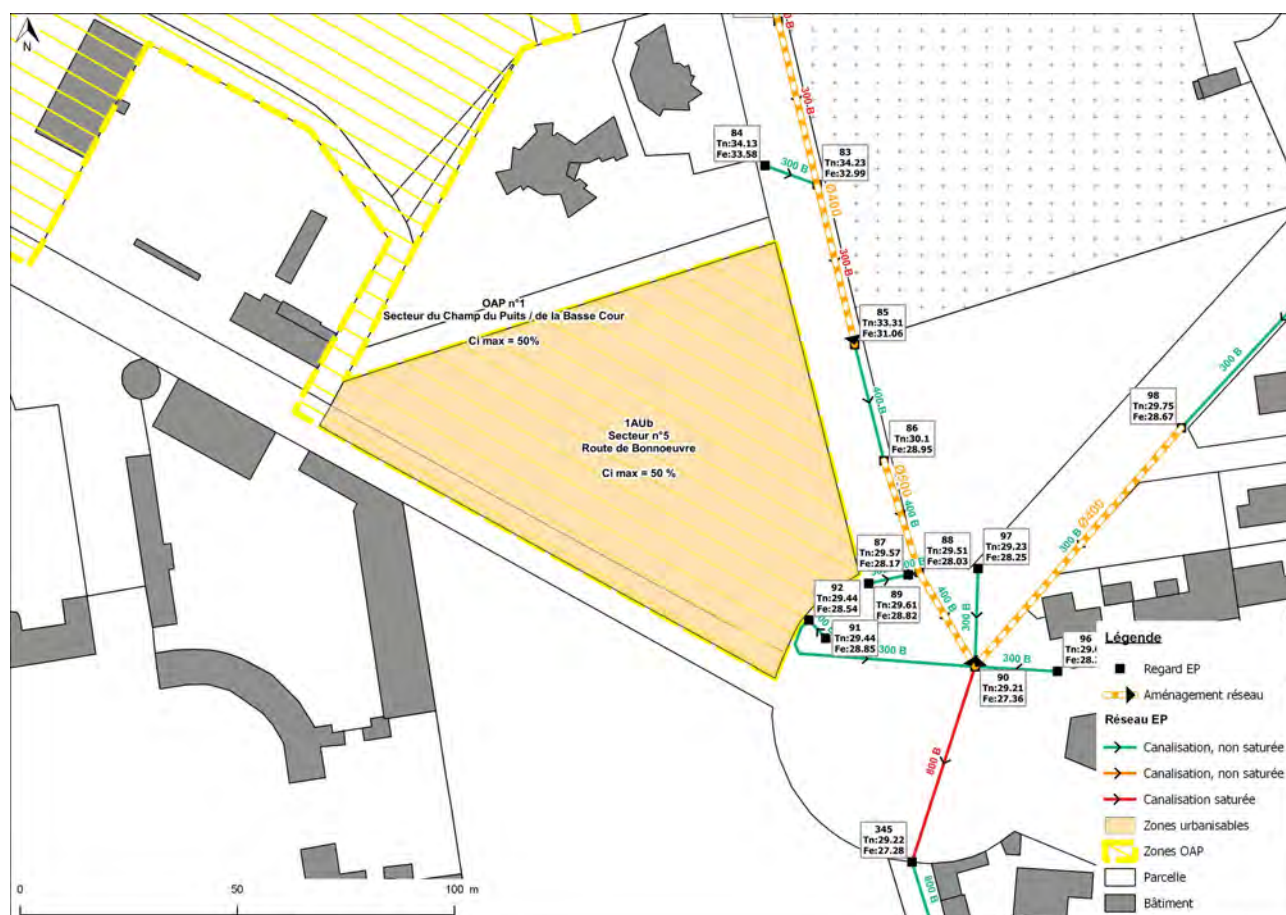 N
300-B
300-B
84
Tn:34.13
Fe:33.58
300 B
83
Tn:34.23
Fe:32.99
Ø400
300-B
OAP n°1
Secteur du Champ du Puits / de la Basse Cour
Ci max = 50%
85
Tn:33.31
Fe:31.06
300 B
400-B
98
Tn:29.75
Fe:28.67
1AUb
Secteur n°5
Route de Bonnoeuvre
Ci max = 50 %
86
Tn:30.1
Fe:28.95
Ø500
400 B
Ø400
300 B
87
Tn:29.57
Fe:28.17
88
Tn:29.51
Fe:28.03
97
Tn:29.23
Fe:28.25
92
Tn:29.44
Fe:28.54
89
Tn:29.61
Fe:28.82
400 B
300 B
91
Tn:29.44
Fe:28.85
300 B
300 B
96
90
Tn:29.21
Fe:27.36
800 B
345
Tn:29.22
Fe:27.28
800 B
Légende
Regard EP
Aménagement réseau
Réseau EP
Canalisation, non saturée
Canalisation, non saturée
Canalisation saturée
Zones urbanisables
Zones OAP
Parcelle
Bâtiment
0 50 100 m